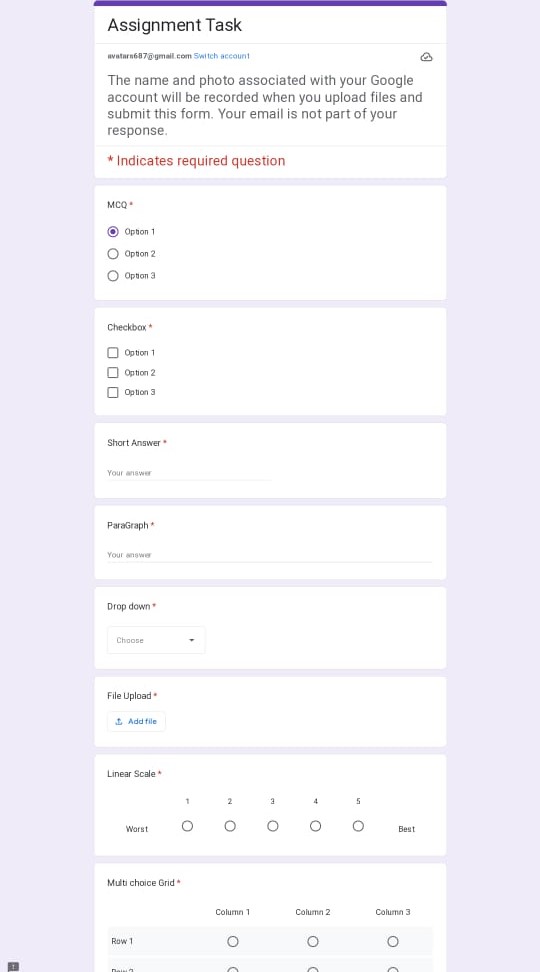 Assignment Task
avatars687@gmail.com Switch account
The name and photo associated with your Google
account will be recorded when you upload files and
submit this form. Your email is not part of your
response.
* Indicates required question
MCQ *
Option 1
Option 2
Option 3
Checkbox *
Option 1
Option 2
Option 3
Short Answer *
Your answer
ParaGraph *
Your answer
Drop down *
Choose
File Upload *
Add file
Linear Scale *
1 2 3 4 5
Worst Best
Multi choice Grid *
Column 1 Column 2 Column 3
Row 1
Row 2